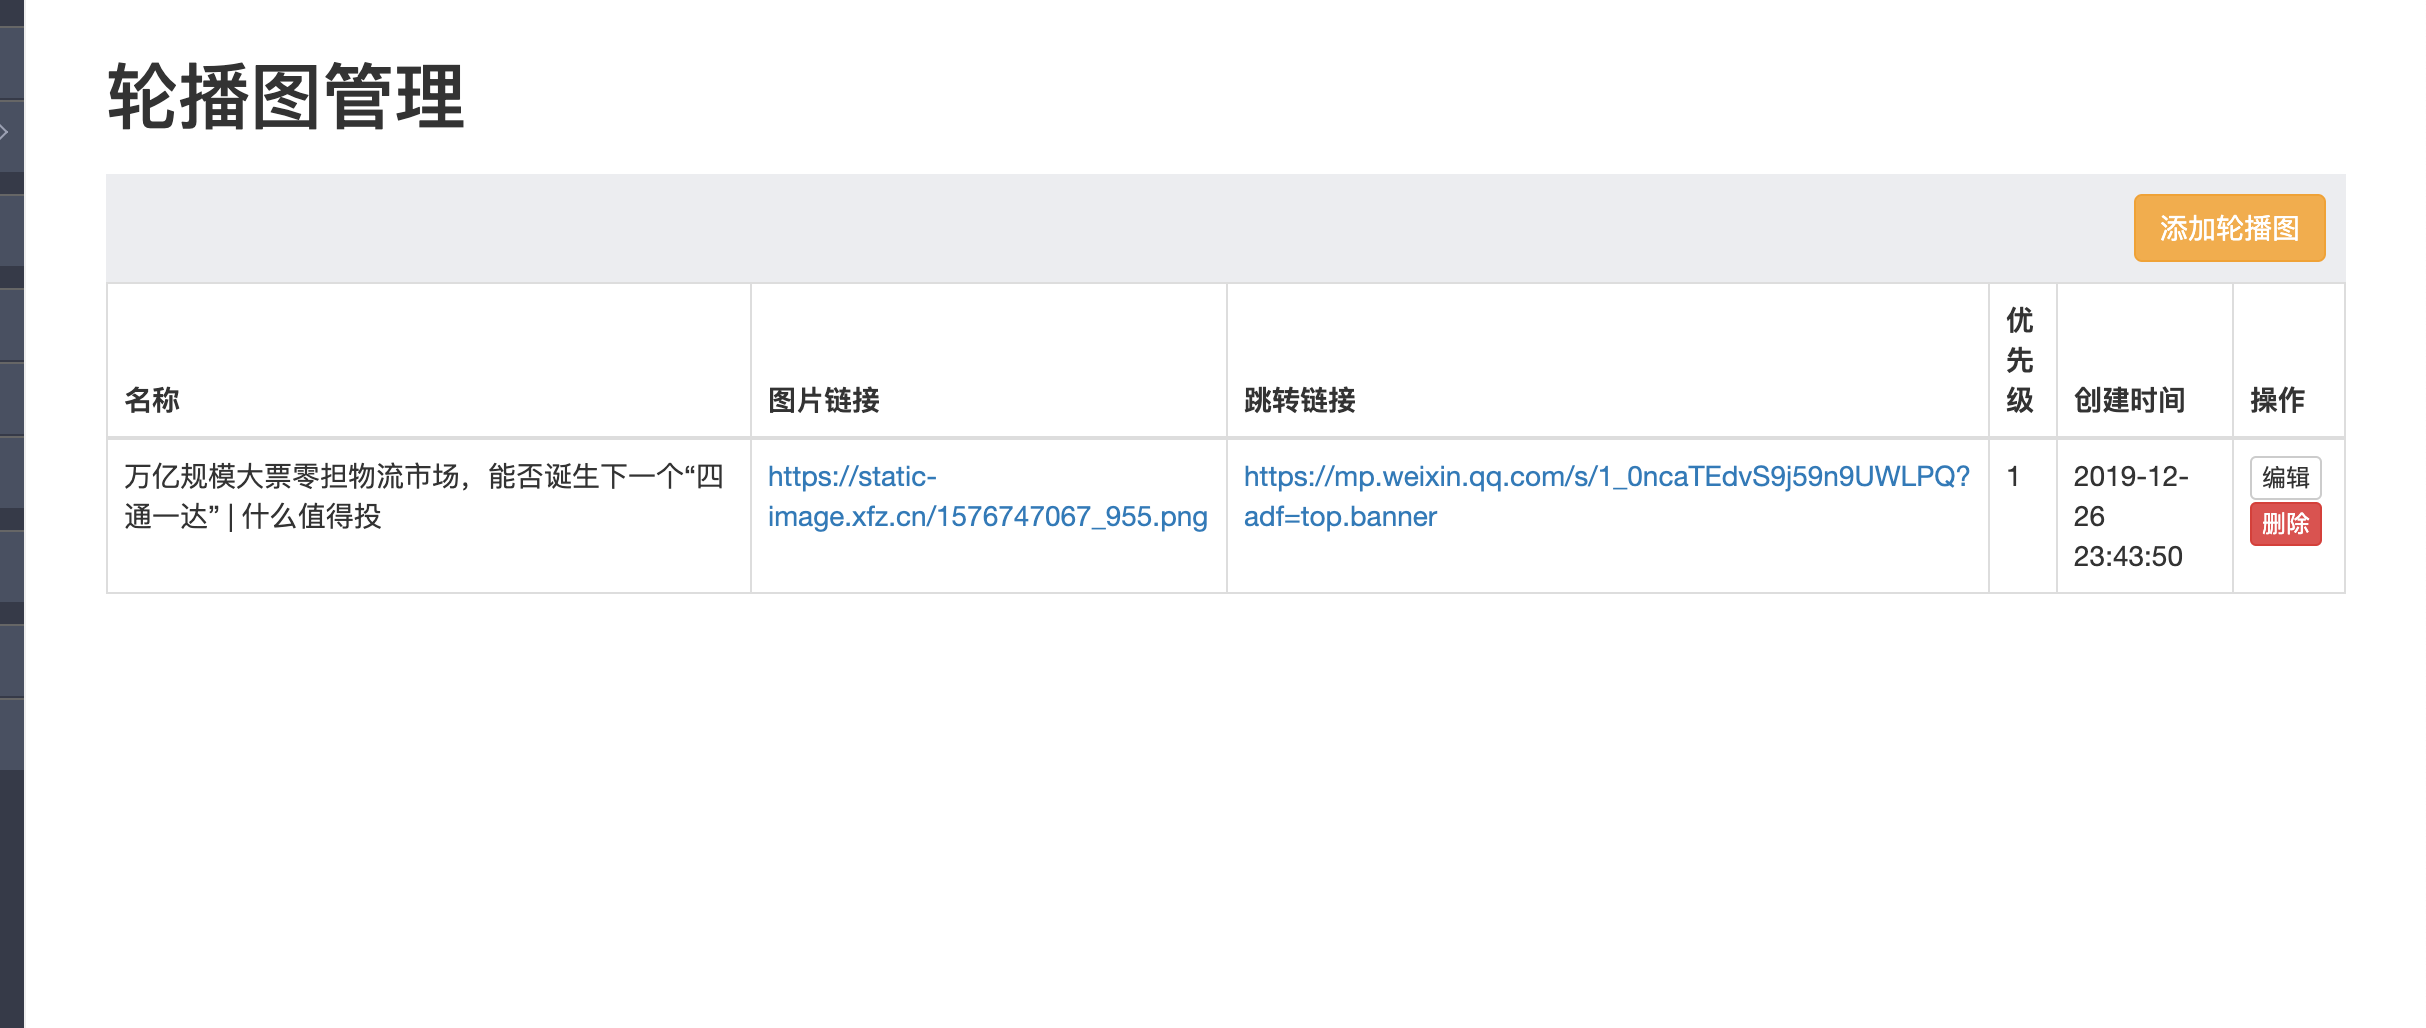 轮播图管理
添加轮播图
名称
图片链接
跳转链接
优
先
级
创建时间
操作
万亿规模大票零担物流市场，能否诞生下一个“四
通一达” | 什么值得投
https://static-
image.xfz.cn/1576747067_955.png
https://mp.weixin.qq.com/s/1_0ncaTEdvS9j59n9UWLPQ?
adf=top.banner
1
2019-12-
26
23:43:50
编辑
删除